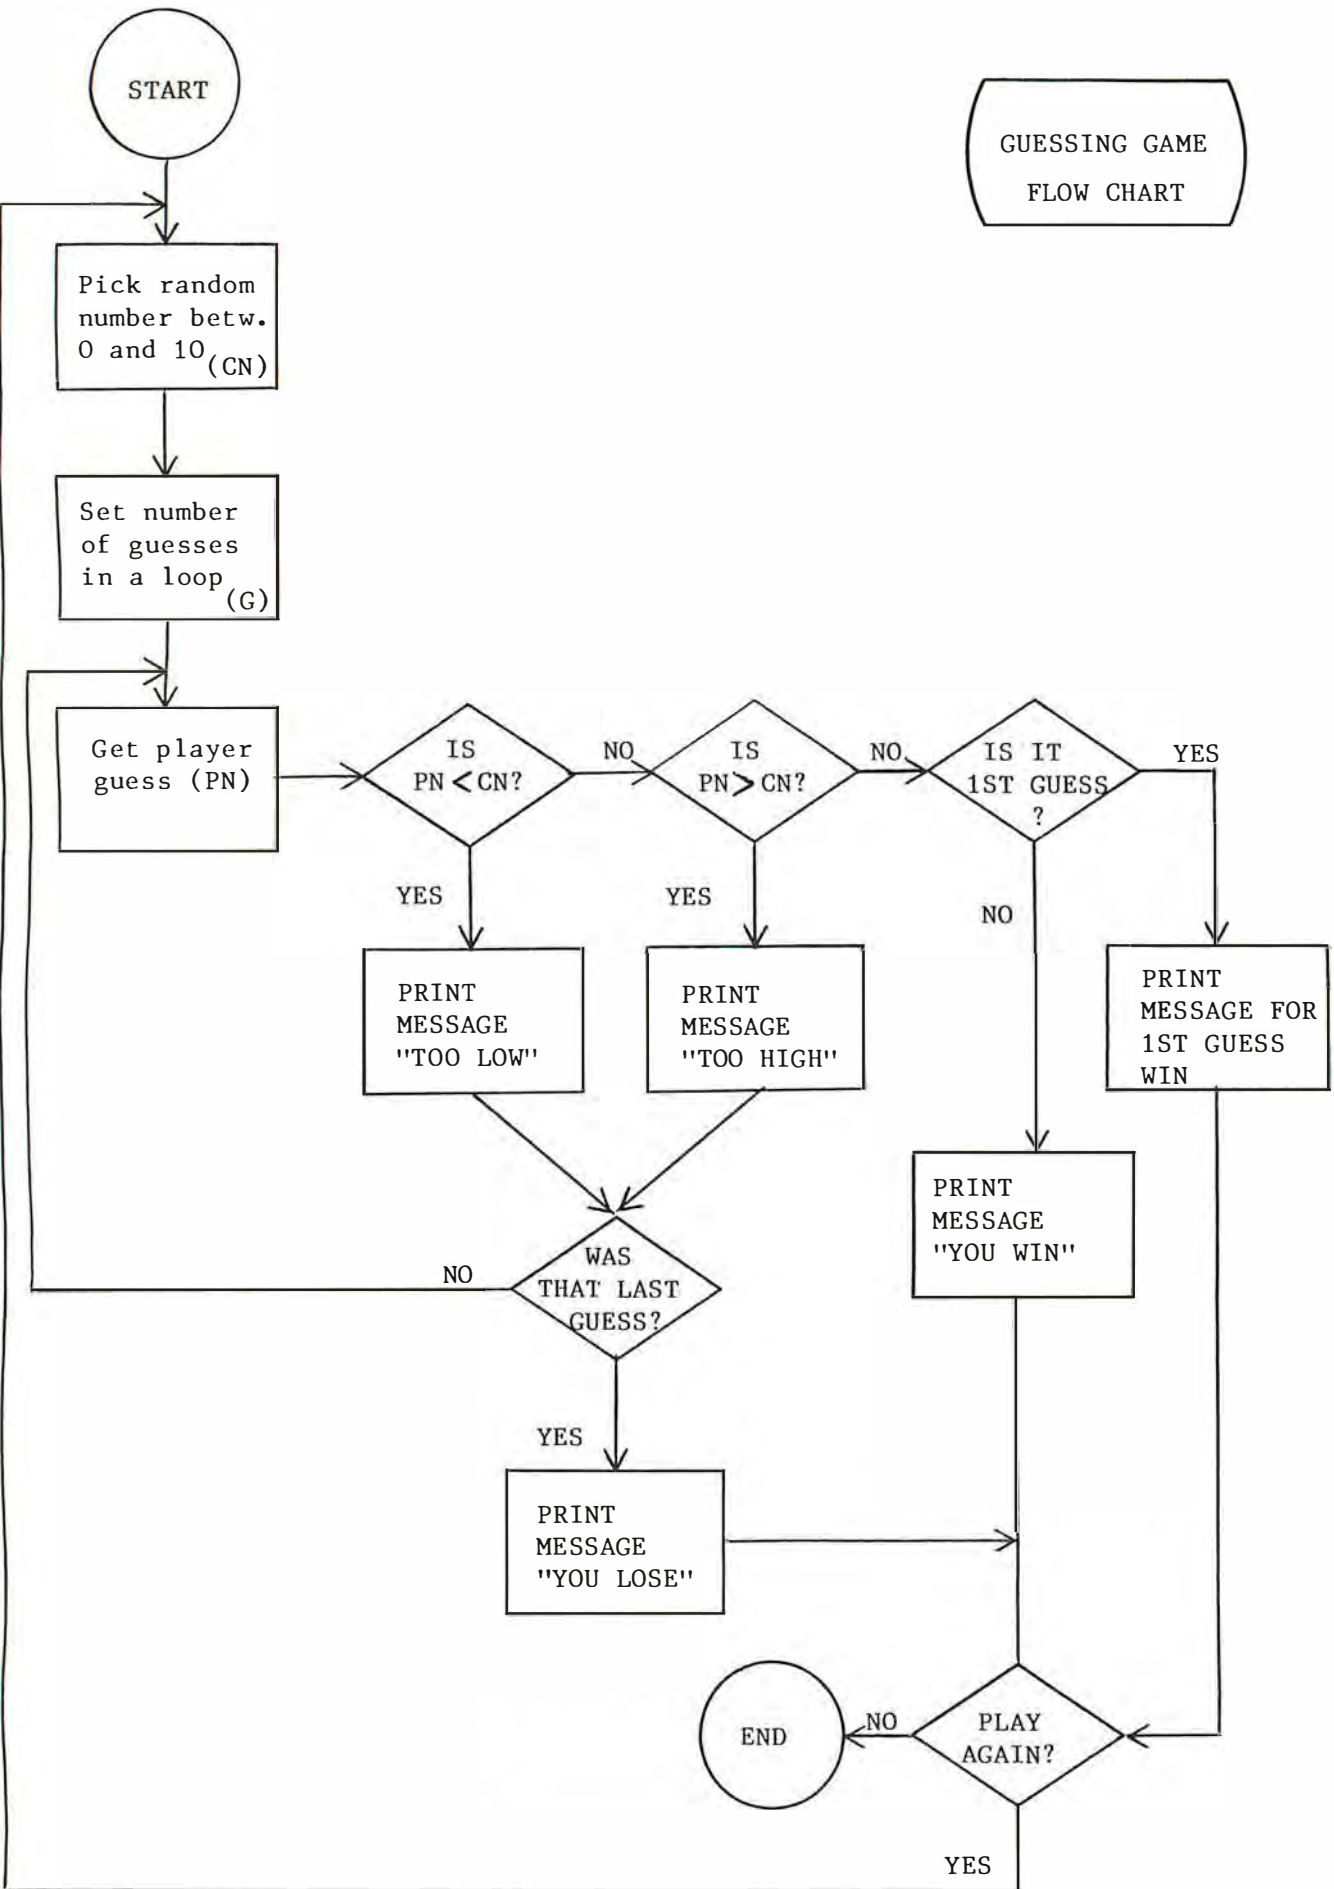 START
GUESSING GAME
FLOW CHART
Pick random
number betw.
0 and 10
(CN)
Set number
of guesses
in a loop
(G)
Get player
guess (PN)
IS
PN < CN?
NO
IS
PN > CN?
NO
IS IT
1ST GUESS
?
YES
YES
YES
NO
PRINT
MESSAGE
"TOO LOW"
PRINT
MESSAGE
"TOO HIGH"
PRINT
MESSAGE FOR
1ST GUESS
WIN
PRINT
MESSAGE
"YOU WIN"
WAS
THAT LAST
GUESS?
NO
YES
PRINT
MESSAGE
"YOU LOSE"
PLAY
AGAIN?
NO
END
YES